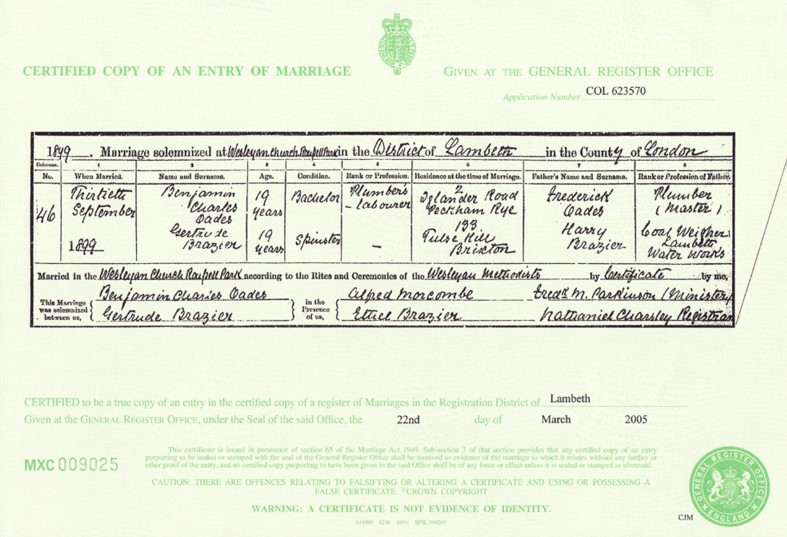 CERTIFIED COPY OF AN ENTRY OF MARRIAGE
GIVEN AT THE GENERAL REGISTER OFFICE
Application Number COL 623570
1899. Marriage solemnized at Wesleyan Church Roupell Park in the District of Lambeth in the County of London
Columns. 1 2 3 4 5 6 7 8
No. When Married. Name and Surname. Age. Condition. Rank or Profession. Residence at the time of Marriage. Father's Name and Surname. Rank or Profession of Father.
46
Thirtieth
September
1899
Benjamin
Charles
Oades
19
years
Bachelor
Plumber's
-labourer
2
Islander Road
Peckham Rye
Frederick
Oades
Plumber
(Master)
Gertrude
Brazier
19
years
Spinster
—
133
Tulse Hill
Brixton
Harry
Brazier
Coal Weigher
Lambeth
Water Works
Married in the Wesleyan Church Roupell Park according to the Rites and Ceremonies of the Wesleyan Methodists by Certificate by me,
This Marriage
was solemnized
between us,
Benjamin Charles Oades
Gertrude Brazier
in the
Presence
of us,
Alfred Morcombe
Ethel Brazier
Fredk M. Parkinson (Minister)
Nathaniel Charsley Registrar
CERTIFIED to be a true copy of an entry in the certified copy of a register of Marriages in the Registration District of Lambeth
Given at the GENERAL REGISTER OFFICE, under the Seal of the said Office, the 22nd day of March 2005
MXC 009025
This certificate is issued in pursuance of section 65 of the Marriage Act 1949. Sub-section 3 of that section provides that any certified copy of an entry
purporting to be sealed or stamped with the seal of the General Register Office shall be received as evidence of the marriage to which it relates without any further or
other proof of the entry, and no certified copy purporting to have been given in the said Office shall be of any force or effect unless it is sealed or stamped as aforesaid.
CAUTION: THERE ARE OFFENCES RELATING TO FALSIFYING OR ALTERING A CERTIFICATE AND USING OR POSSESSING A
FALSE CERTIFICATE. ©CROWN COPYRIGHT
WARNING: A CERTIFICATE IS NOT EVIDENCE OF IDENTITY.
CJM
GENERAL REGISTER OFFICE
ENGLAND